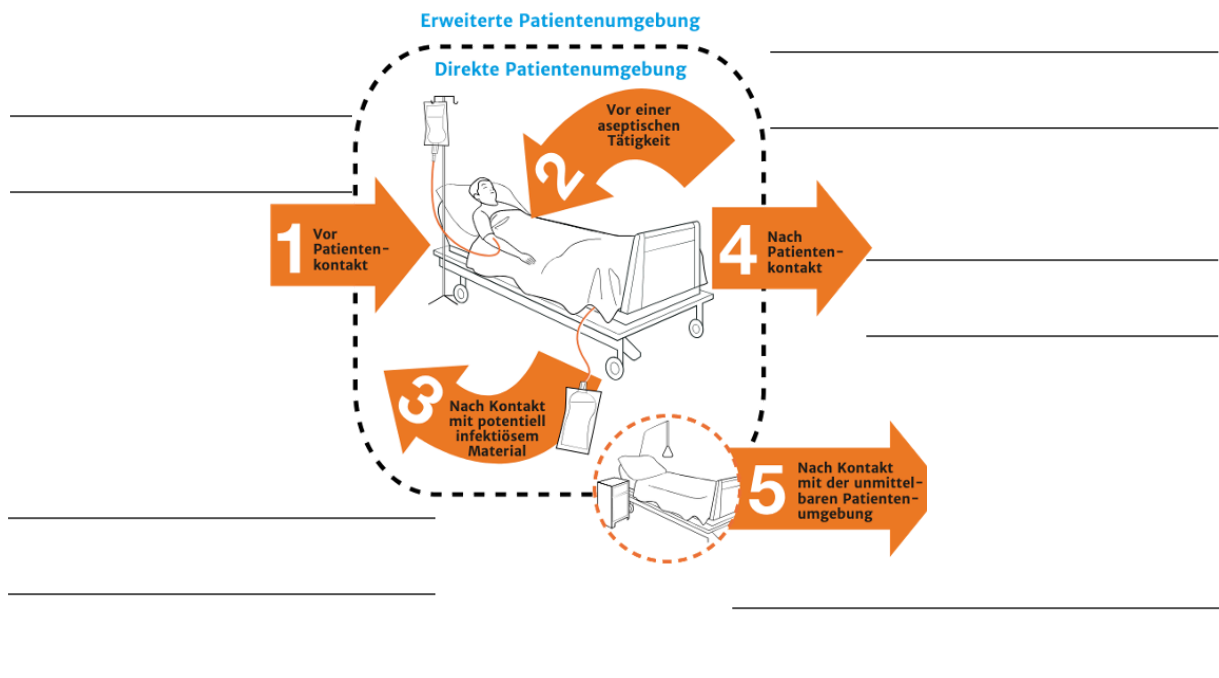 Erweiterte Patientenumgebung
Direkte Patientenumgebung
1
Vor
Patienten-
kontakt
2
Vor einer
aseptischen
Tätigkeit
3
Nach Kontakt
mit potentiell
infektiösem
Material
4
Nach
Patienten-
kontakt
5
Nach Kontakt
mit der unmittel-
baren Patienten-
umgebung